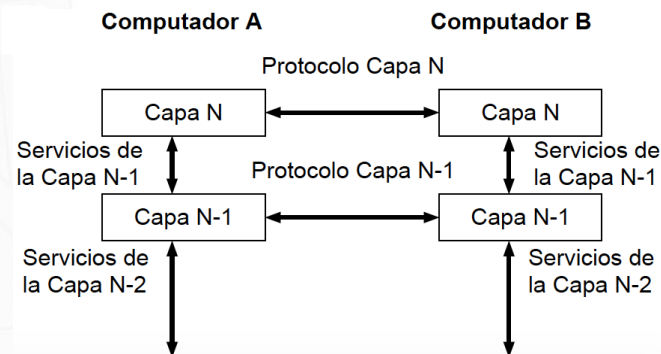 Computador A
Computador B
Protocolo Capa N
Capa N
Capa N
Servicios de
la Capa N-1
Protocolo Capa N-1
Servicios de
la Capa N-1
Capa N-1
Capa N-1
Servicios de
la Capa N-2
Servicios de
la Capa N-2